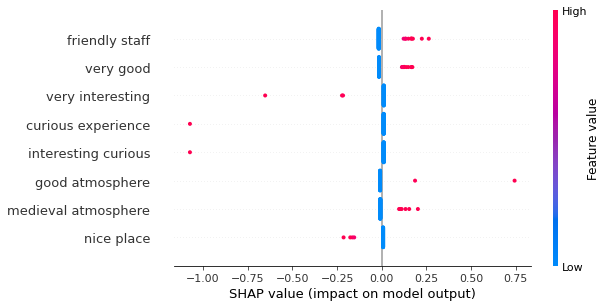 High
friendly staff
very good
very interesting
curious experience
interesting curious
good atmosphere
medieval atmosphere
nice place
Feature value
Low
−1.00 −0.75 −0.50 −0.25 0.00 0.25 0.50 0.75
SHAP value (impact on model output)